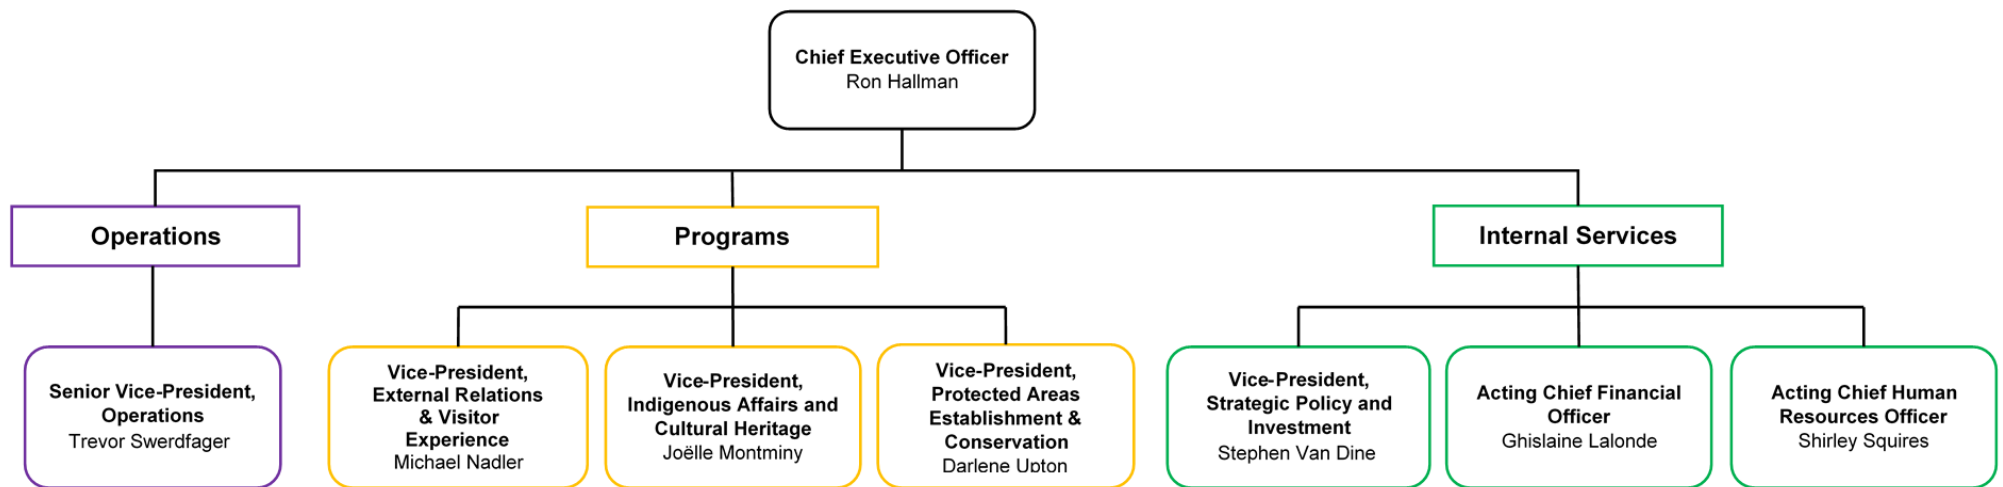 Chief Executive Officer
Ron Hallman
Operations
Programs
Internal Services
Senior Vice-President,
Operations
Trevor Swerdfager
Vice-President,
External Relations
& Visitor
Experience
Michael Nadler
Vice-President,
Indigenous Affairs and
Cultural Heritage
Joëlle Montminy
Vice-President,
Protected Areas
Establishment &
Conservation
Darlene Upton
Vice-President,
Strategic Policy and
Investment
Stephen Van Dine
Acting Chief Financial
Officer
Ghislaine Lalonde
Acting Chief Human
Resources Officer
Shirley Squires